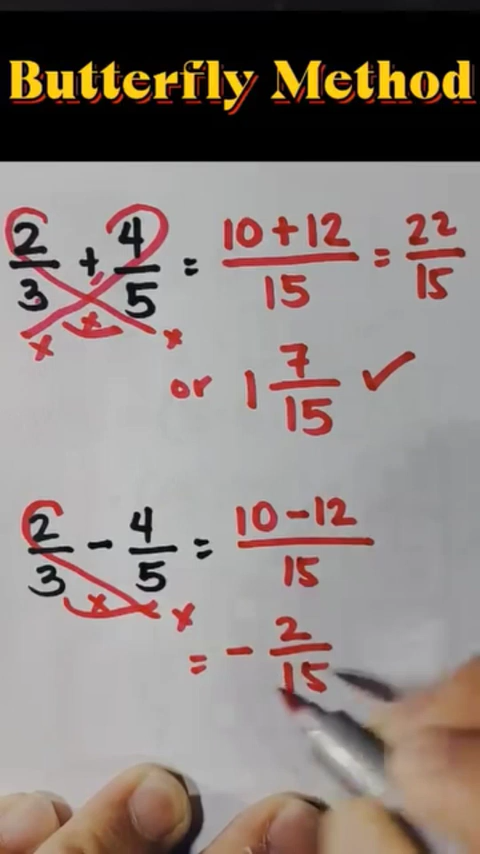 Butterfly Method
2/3 + 4/5 = (10+12)/15 = 22/15
x x x
or 1 7/15 ✓
2/3 - 4/5 = (10-12)/15
x x
= - 2/15